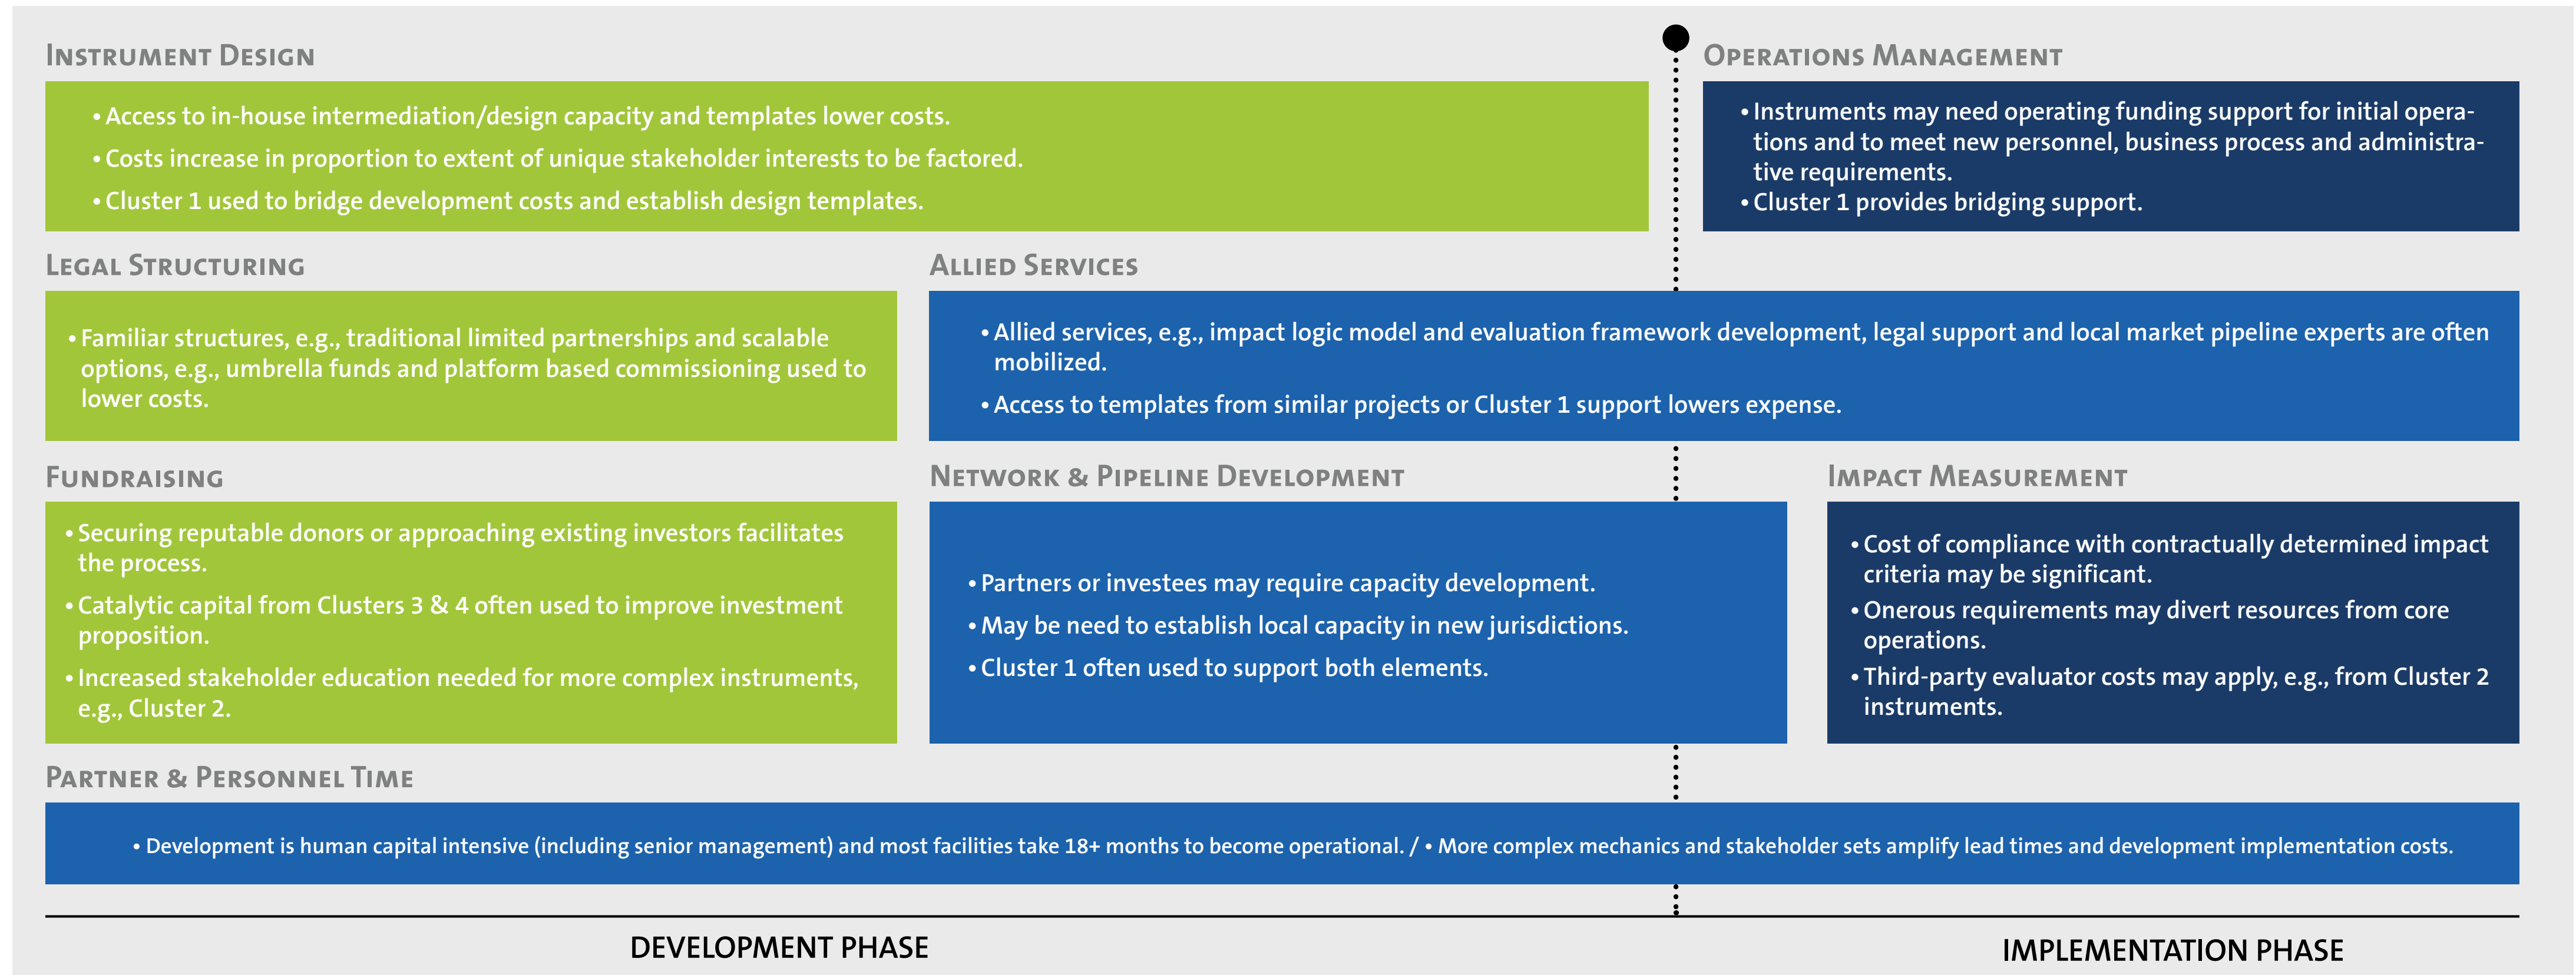 INSTRUMENT DESIGN
• Access to in-house intermediation/design capacity and templates lower costs.
• Costs increase in proportion to extent of unique stakeholder interests to be factored.
• Cluster 1 used to bridge development costs and establish design templates.
OPERATIONS MANAGEMENT
• Instruments may need operating funding support for initial opera-
tions and to meet new personnel, business process and administra-
tive requirements.
• Cluster 1 provides bridging support.
LEGAL STRUCTURING
• Familiar structures, e.g., traditional limited partnerships and scalable
options, e.g., umbrella funds and platform based commissioning used to
lower costs.
ALLIED SERVICES
• Allied services, e.g., impact logic model and evaluation framework development, legal support and local market pipeline experts are often
mobilized.
• Access to templates from similar projects or Cluster 1 support lowers expense.
FUNDRAISING
• Securing reputable donors or approaching existing investors facilitates
the process.
• Catalytic capital from Clusters 3 & 4 often used to improve investment
proposition.
• Increased stakeholder education needed for more complex instruments,
e.g., Cluster 2.
NETWORK & PIPELINE DEVELOPMENT
• Partners or investees may require capacity development.
• May be need to establish local capacity in new jurisdictions.
• Cluster 1 often used to support both elements.
IMPACT MEASUREMENT
• Cost of compliance with contractually determined impact
criteria may be significant.
• Onerous requirements may divert resources from core
operations.
• Third-party evaluator costs may apply, e.g., from Cluster 2
instruments.
PARTNER & PERSONNEL TIME
• Development is human capital intensive (including senior management) and most facilities take 18+ months to become operational. / • More complex mechanics and stakeholder sets amplify lead times and development implementation costs.
DEVELOPMENT PHASE
IMPLEMENTATION PHASE